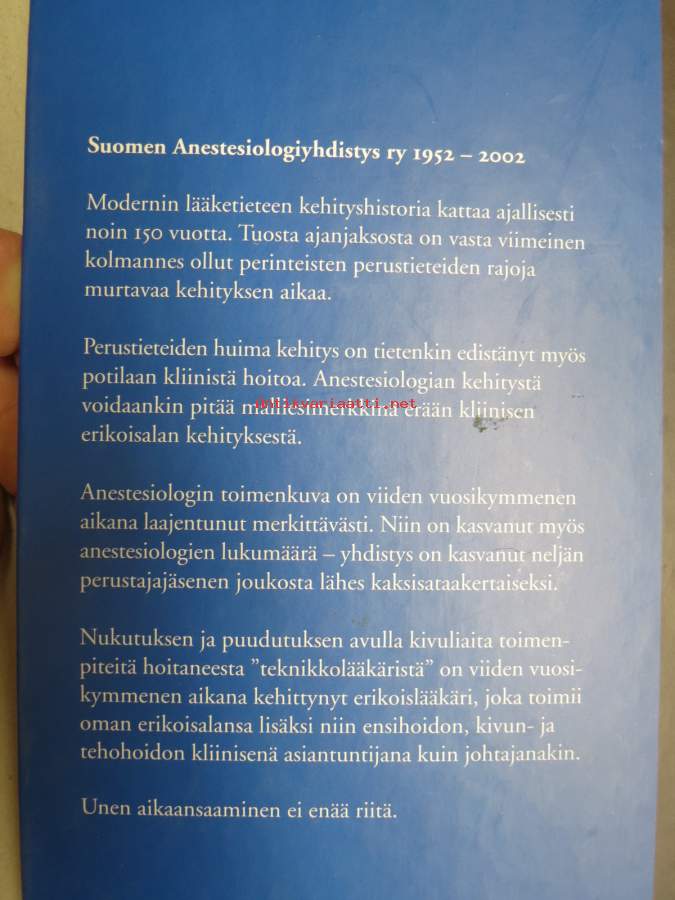 Suomen Anestesiologiyhdistys ry 1952 – 2002
Modernin lääketieteen kehityshistoria kattaa ajallisesti
noin 150 vuotta. Tuosta ajanjaksosta on vasta viimeinen
kolmannes ollut perinteisten perustieteiden rajoja
murtavaa kehityksen aikaa.
Perustieteiden huima kehitys on tietenkin edistänyt myös
potilaan kliinistä hoitoa. Anestesiologian kehitystä
voidaankin pitää malliesimerkkinä erään kliinisen
antikvariaatti.net
erikoisalan kehityksestä.
Anestesiologin toimenkuva on viiden vuosikymmenen
aikana laajentunut merkittävästi. Niin on kasvanut myös
anestesiologien lukumäärä – yhdistys on kasvanut neljän
perustajajäsenen joukosta lähes kaksisataakertaiseksi.
Nukutuksen ja puudutuksen avulla kivuliaita toimen-
piteitä hoitaneesta ”teknikkolääkäristä” on viiden vuosi-
kymmenen aikana kehittynyt erikoislääkäri, joka toimii
oman erikoisalansa lisäksi niin ensihoidon, kivun- ja
tehohoidon kliinisenä asiantuntijana kuin johtajanakin.
Unen aikaansaaminen ei enää riitä.